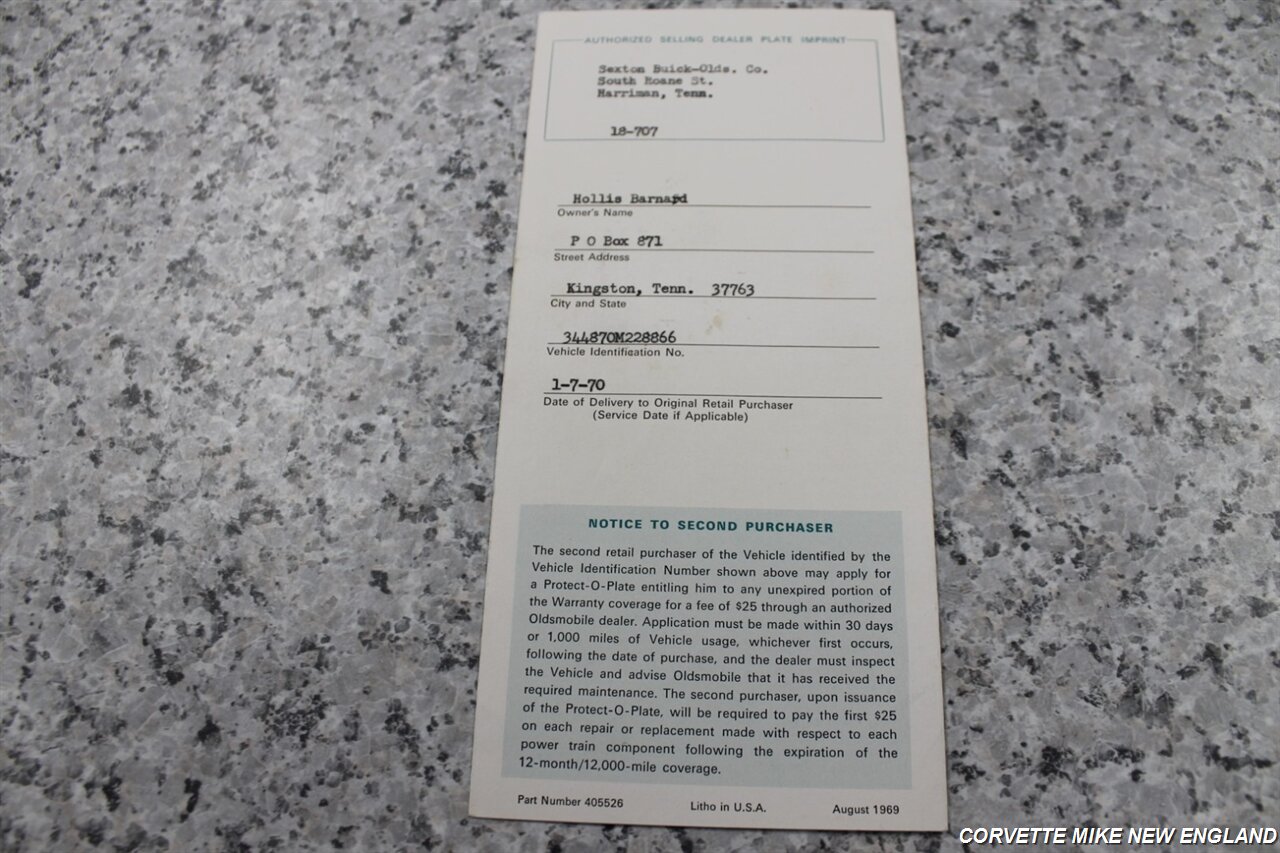 AUTHORIZED SELLING DEALER PLATE IMPRINT
Sexton Buick-Olds. Co.
South Roane St.
Harriman, Tenn.
18-707
Hollis Barnard
Owner's Name
P O Box 871
Street Address
Kingston, Tenn. 37763
City and State
344870M228866
Vehicle Identification No.
1-7-70
Date of Delivery to Original Retail Purchaser
(Service Date if Applicable)
NOTICE TO SECOND PURCHASER
The second retail purchaser of the Vehicle identified by the
Vehicle Identification Number shown above may apply for
a Protect-O-Plate entitling him to any unexpired portion of
the Warranty coverage for a fee of $25 through an authorized
Oldsmobile dealer. Application must be made within 30 days
or 1,000 miles of Vehicle usage, whichever first occurs,
following the date of purchase, and the dealer must inspect
the Vehicle and advise Oldsmobile that it has received the
required maintenance. The second purchaser, upon issuance
of the Protect-O-Plate, will be required to pay the first $25
on each repair or replacement made with respect to each
power train component following the expiration of the
12-month/12,000-mile coverage.
Part Number 405526 Litho in U.S.A. August 1969
CORVETTE MIKE NEW ENGLAND